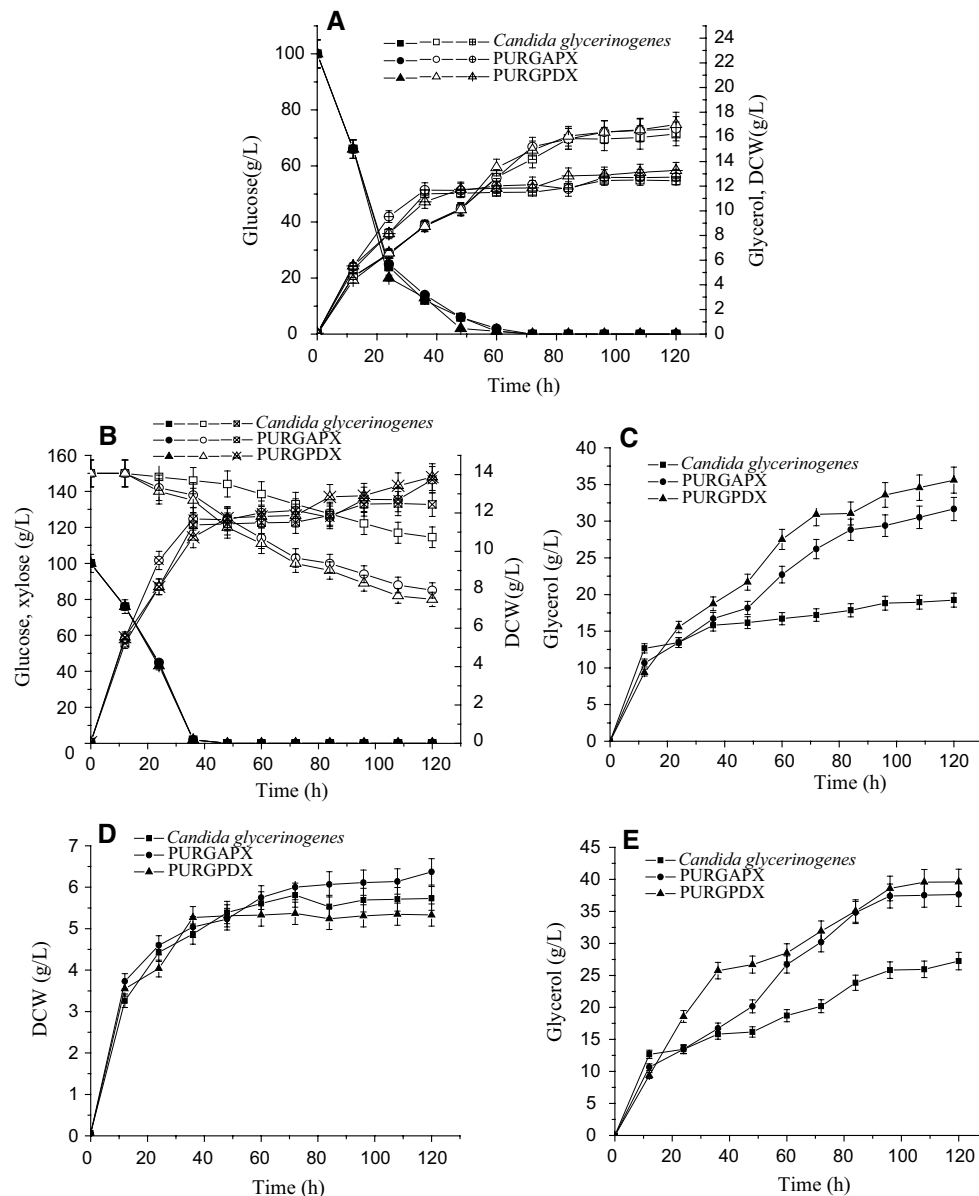 A
Candida glycerinogenes
PURGAPX
PURGPDX
100
80
60
40
20
0
Glucose(g/L)
24
22
20
18
16
14
12
10
8
6
4
2
0
Glycerol, DCW(g/L)
0 20 40 60 80 100 120
Time (h)
B
Candida glycerinogenes
PURGAPX
PURGPDX
160
140
120
100
80
60
40
20
0
Glucose, xylose (g/L)
14
12
10
8
6
4
2
0
DCW(g/L)
0 20 40 60 80 100 120
Time (h)
C
Candida glycerinogenes
PURGAPX
PURGPDX
40
35
30
25
20
15
10
5
0
Glycerol (g/L)
0 20 40 60 80 100 120
Time (h)
D
Candida glycerinogenes
PURGAPX
PURGPDX
7
6
5
4
3
2
1
0
DCW (g/L)
0 20 40 60 80 100 120
Time (h)
E
Candida glycerinogenes
PURGAPX
PURGPDX
45
40
35
30
25
20
15
10
5
0
Glycerol (g/L)
0 20 40 60 80 100 120
Time (h)